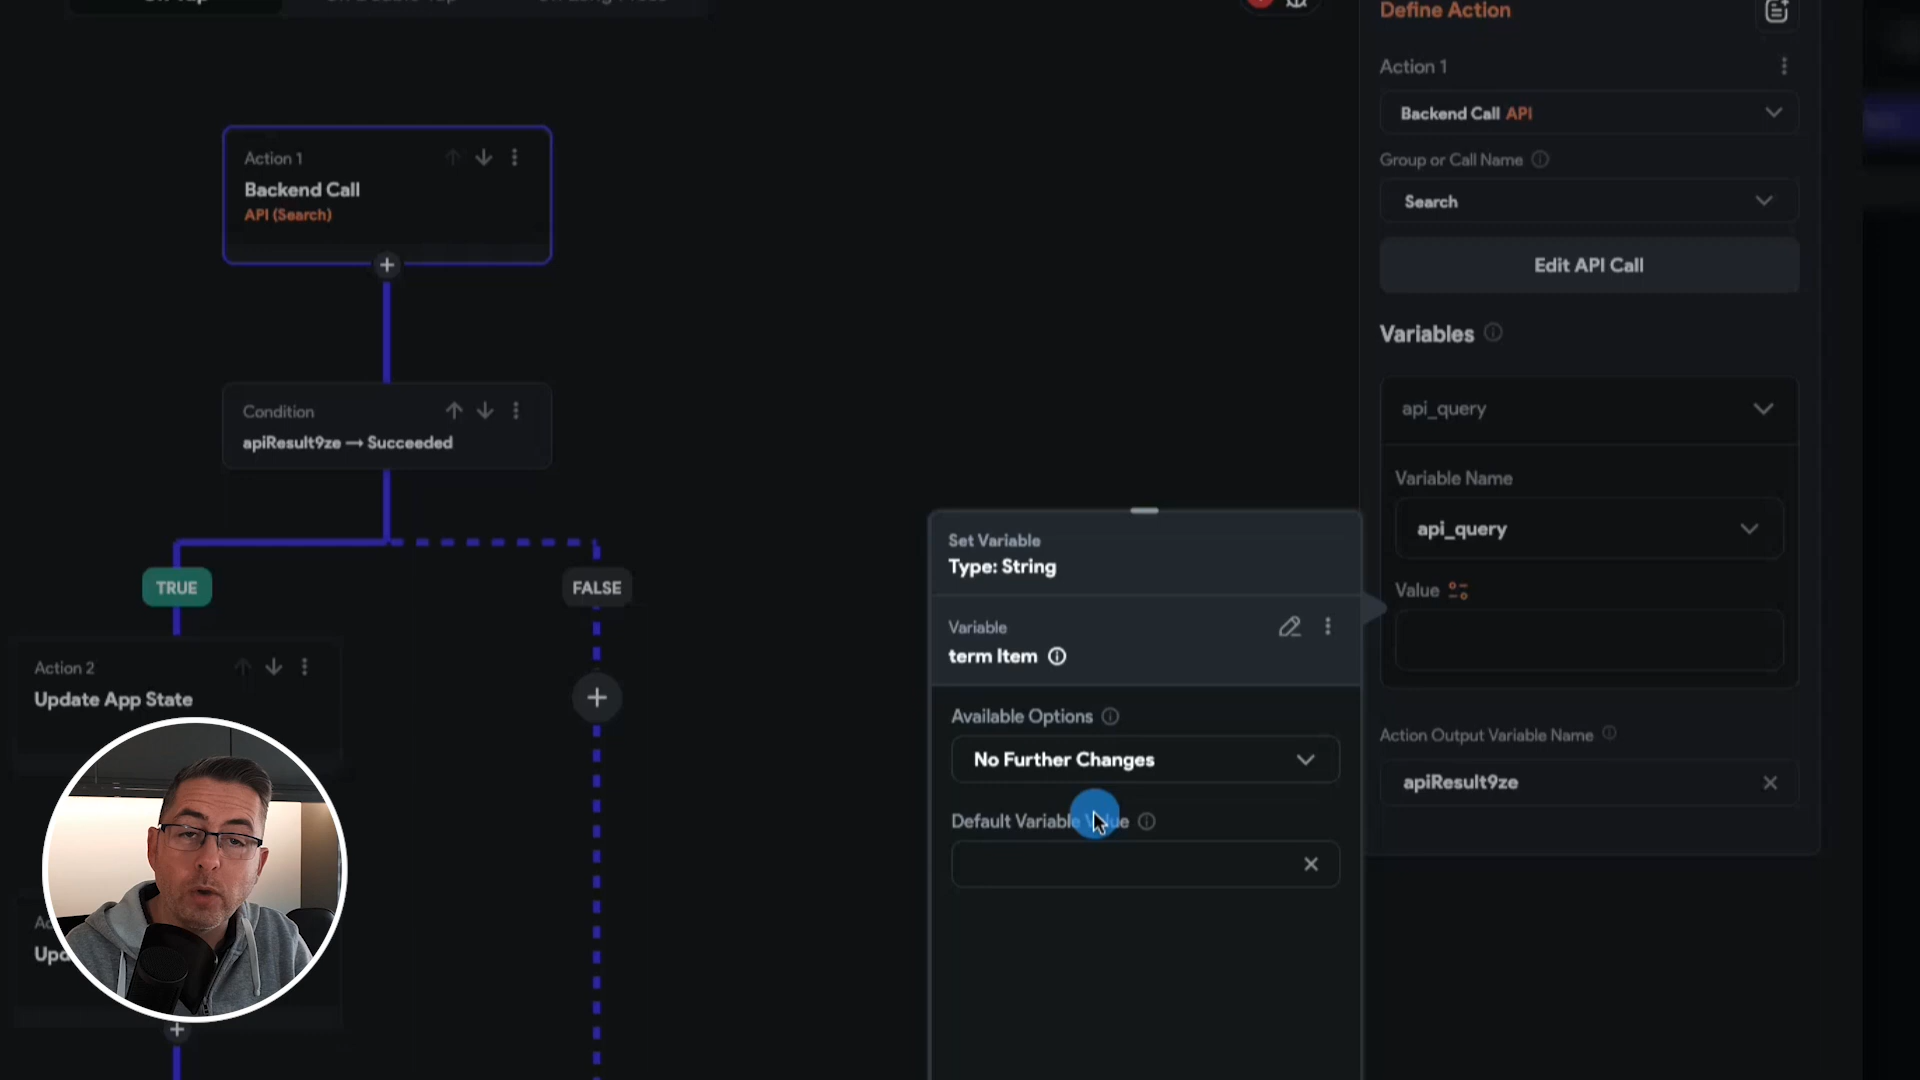 Define Action
Action 1
Backend Call API
Group or Call Name
Search
Edit API Call
Variables
api_query
Variable Name
api_query
Value
Action Output Variable Name
apiResult9ze
Action 1
Backend Call
API (Search)
Condition
apiResult9ze → Succeeded
TRUE
FALSE
Action 2
Update App State
Set Variable
Type: String
Variable
term Item
Available Options
No Further Changes
Default Variable